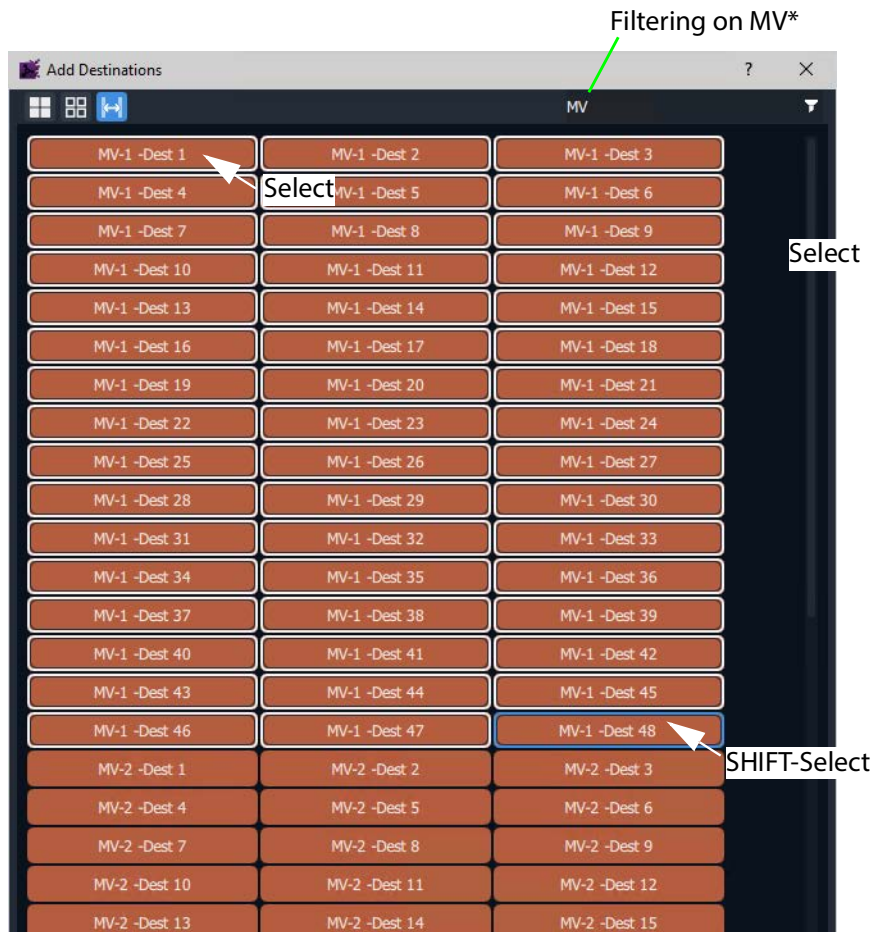 Filtering on MV*
Add Destinations ?
MV
MV-1 -Dest 1 MV-1 -Dest 2 MV-1 -Dest 3
Select
MV-1 -Dest 4 MV-1 -Dest 5 MV-1 -Dest 6
MV-1 -Dest 7 MV-1 -Dest 8 MV-1 -Dest 9
Select
MV-1 -Dest 10 MV-1 -Dest 11 MV-1 -Dest 12
MV-1 -Dest 13 MV-1 -Dest 14 MV-1 -Dest 15
MV-1 -Dest 16 MV-1 -Dest 17 MV-1 -Dest 18
MV-1 -Dest 19 MV-1 -Dest 20 MV-1 -Dest 21
MV-1 -Dest 22 MV-1 -Dest 23 MV-1 -Dest 24
MV-1 -Dest 25 MV-1 -Dest 26 MV-1 -Dest 27
MV-1 -Dest 28 MV-1 -Dest 29 MV-1 -Dest 30
MV-1 -Dest 31 MV-1 -Dest 32 MV-1 -Dest 33
MV-1 -Dest 34 MV-1 -Dest 35 MV-1 -Dest 36
MV-1 -Dest 37 MV-1 -Dest 38 MV-1 -Dest 39
MV-1 -Dest 40 MV-1 -Dest 41 MV-1 -Dest 42
MV-1 -Dest 43 MV-1 -Dest 44 MV-1 -Dest 45
MV-1 -Dest 46 MV-1 -Dest 47 MV-1 -Dest 48
SHIFT-Select
MV-2 -Dest 1 MV-2 -Dest 2 MV-2 -Dest 3
MV-2 -Dest 4 MV-2 -Dest 5 MV-2 -Dest 6
MV-2 -Dest 7 MV-2 -Dest 8 MV-2 -Dest 9
MV-2 -Dest 10 MV-2 -Dest 11 MV-2 -Dest 12
MV-2 -Dest 13 MV-2 -Dest 14 MV-2 -Dest 15